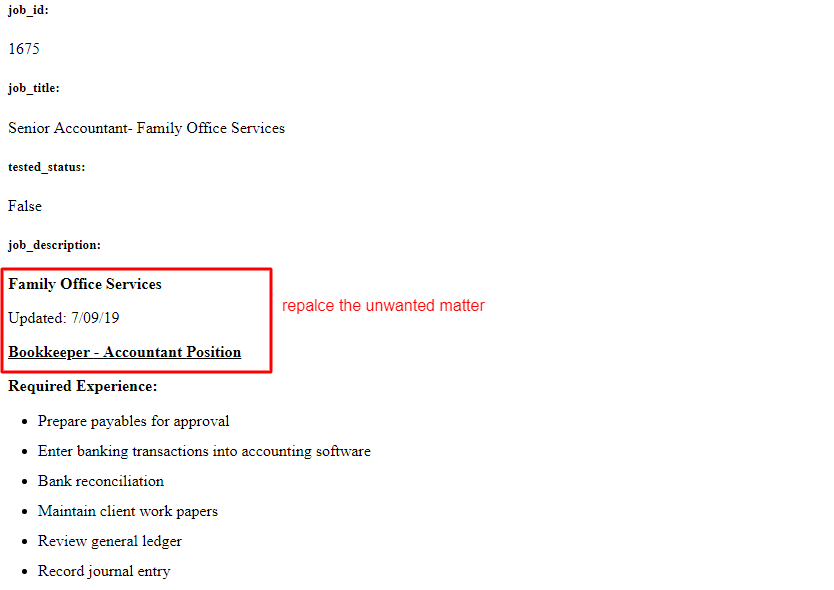 job_id:
1675
job_title:
Senior Accountant- Family Office Services
tested_status:
False
job_description:
Family Office Services
Updated: 7/09/19
repalce the unwanted matter
Bookkeeper - Accountant Position
Required Experience:
• Prepare payables for approval
• Enter banking transactions into accounting software
• Bank reconciliation
• Maintain client work papers
• Review general ledger
• Record journal entry